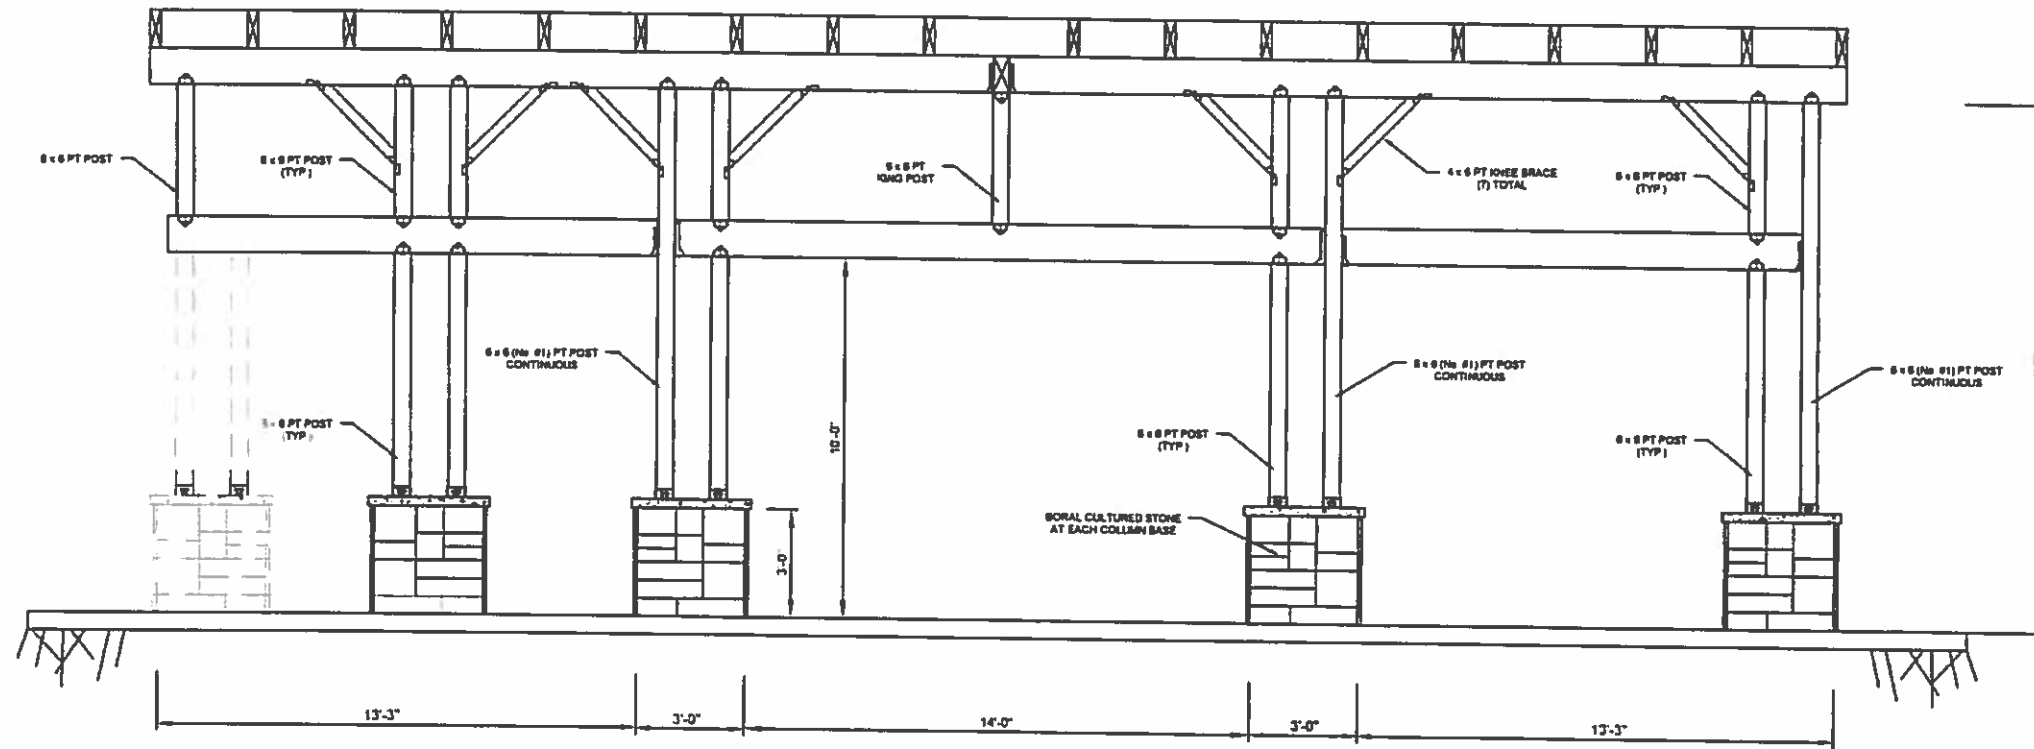 6 x 6 PT POST
6 x 6 PT POST
(TYP.)
6 x 6 PT
KING POST
4 x 6 PT KNEE BRACE
(7) TOTAL
6 x 6 PT POST
(TYP.)
6 x 6 (No. #1) PT POST
CONTINUOUS
6 x 6 (No. #1) PT POST
CONTINUOUS
6 x 6 (No. #1) PT POST
CONTINUOUS
6 PT POST
(TYP.)
10'-0"
6 x 6 PT POST
(TYP.)
6 x 6 PT POST
(TYP.)
BORAL CULTURED STONE
AT EACH COLUMN BASE
3'-0"
13'-3"
3'-0"
14'-0"
3'-0"
13'-3"